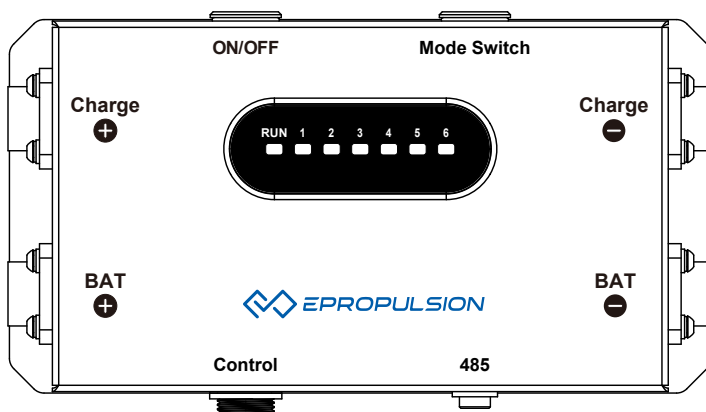 ON/OFF Mode Switch
Charge Charge
+ −
RUN 1 2 3 4 5 6
BAT BAT
+ −
EPROPULSION
Control 485